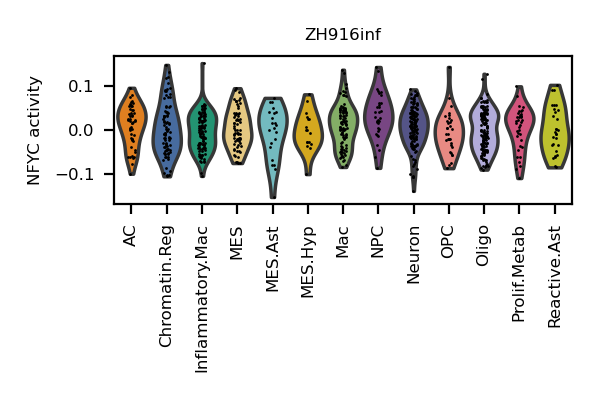 ZH916inf
NFYC activity
0.1
0.0
−0.1
AC
Chromatin.Reg
Inflammatory.Mac
MES
MES.Ast
MES.Hyp
Mac
NPC
Neuron
OPC
Oligo
Prolif.Metab
Reactive.Ast